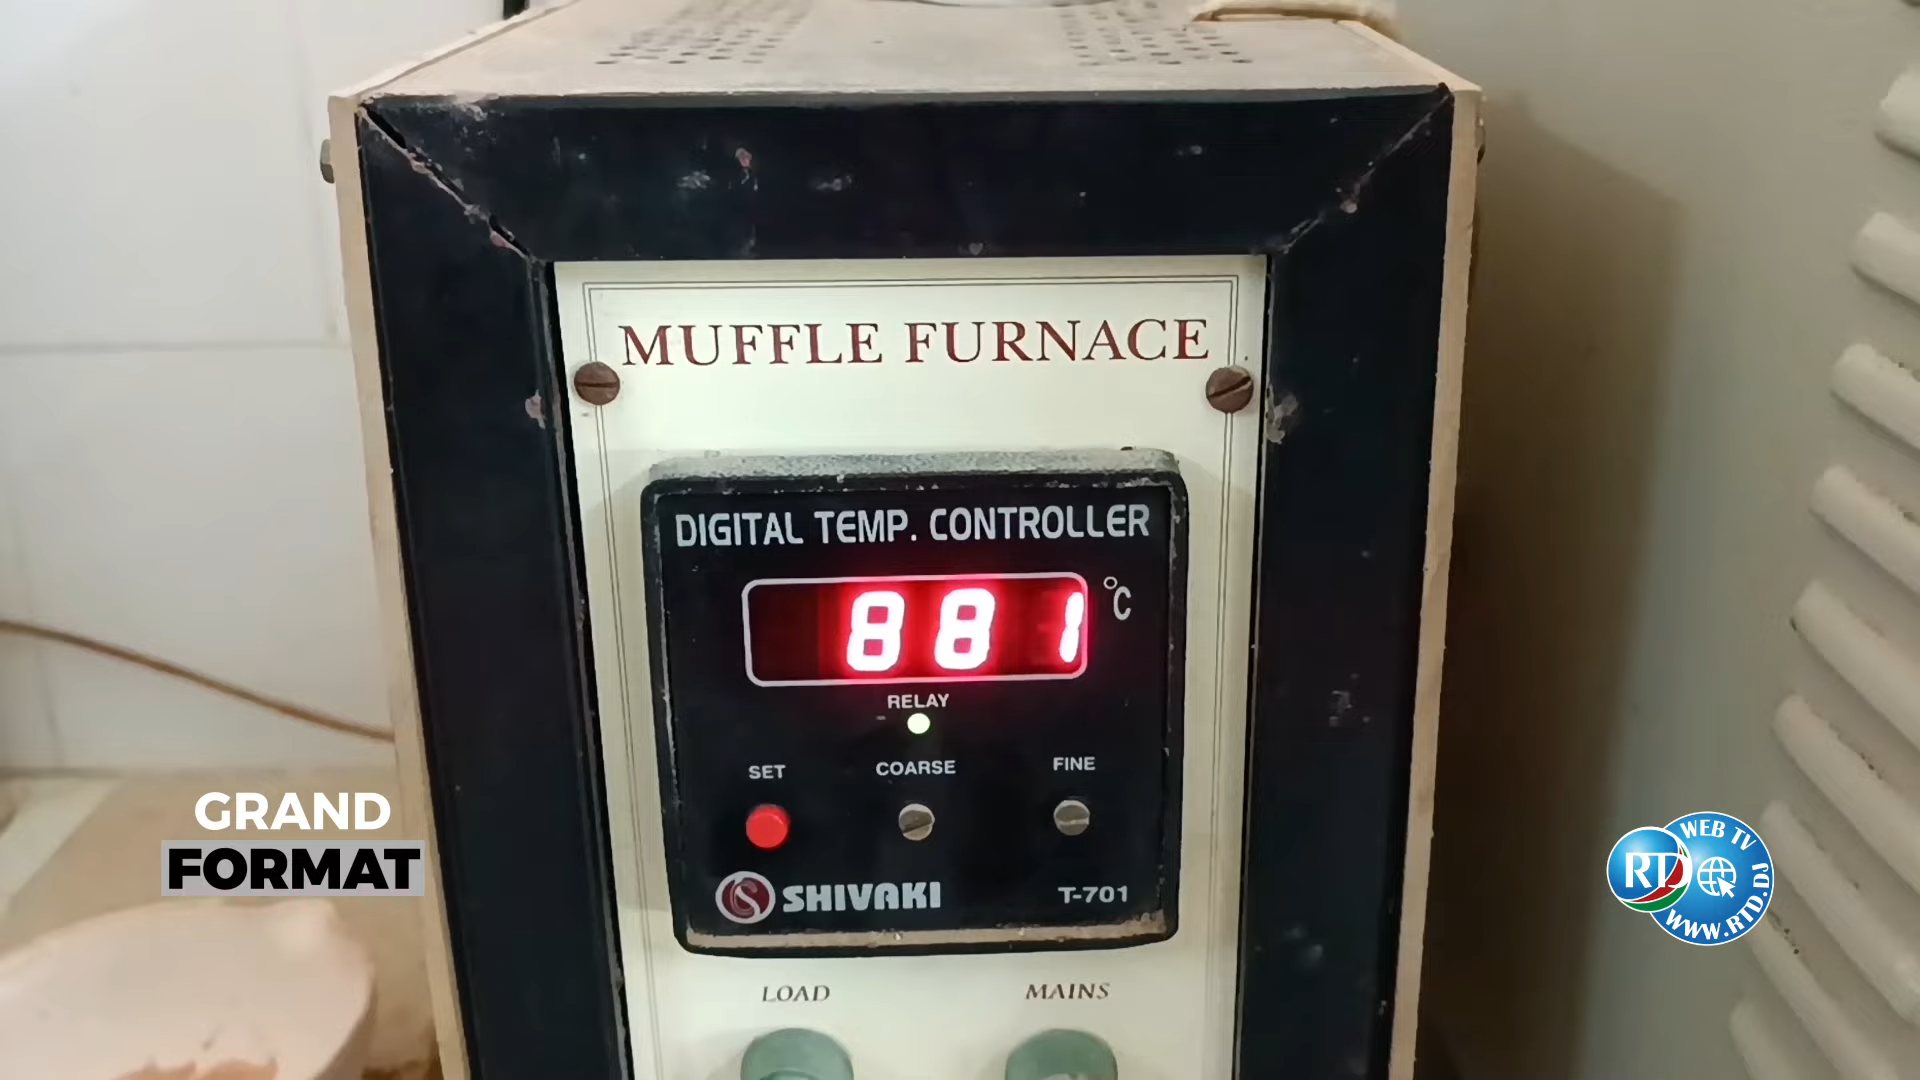 MUFFLE FURNACE
DIGITAL TEMP. CONTROLLER
881 °C
RELAY
SET COARSE FINE
SHIVAKI T-701
LOAD MAINS
GRAND
FORMAT
WEB TV
RTD
WWW.RTD.DJ